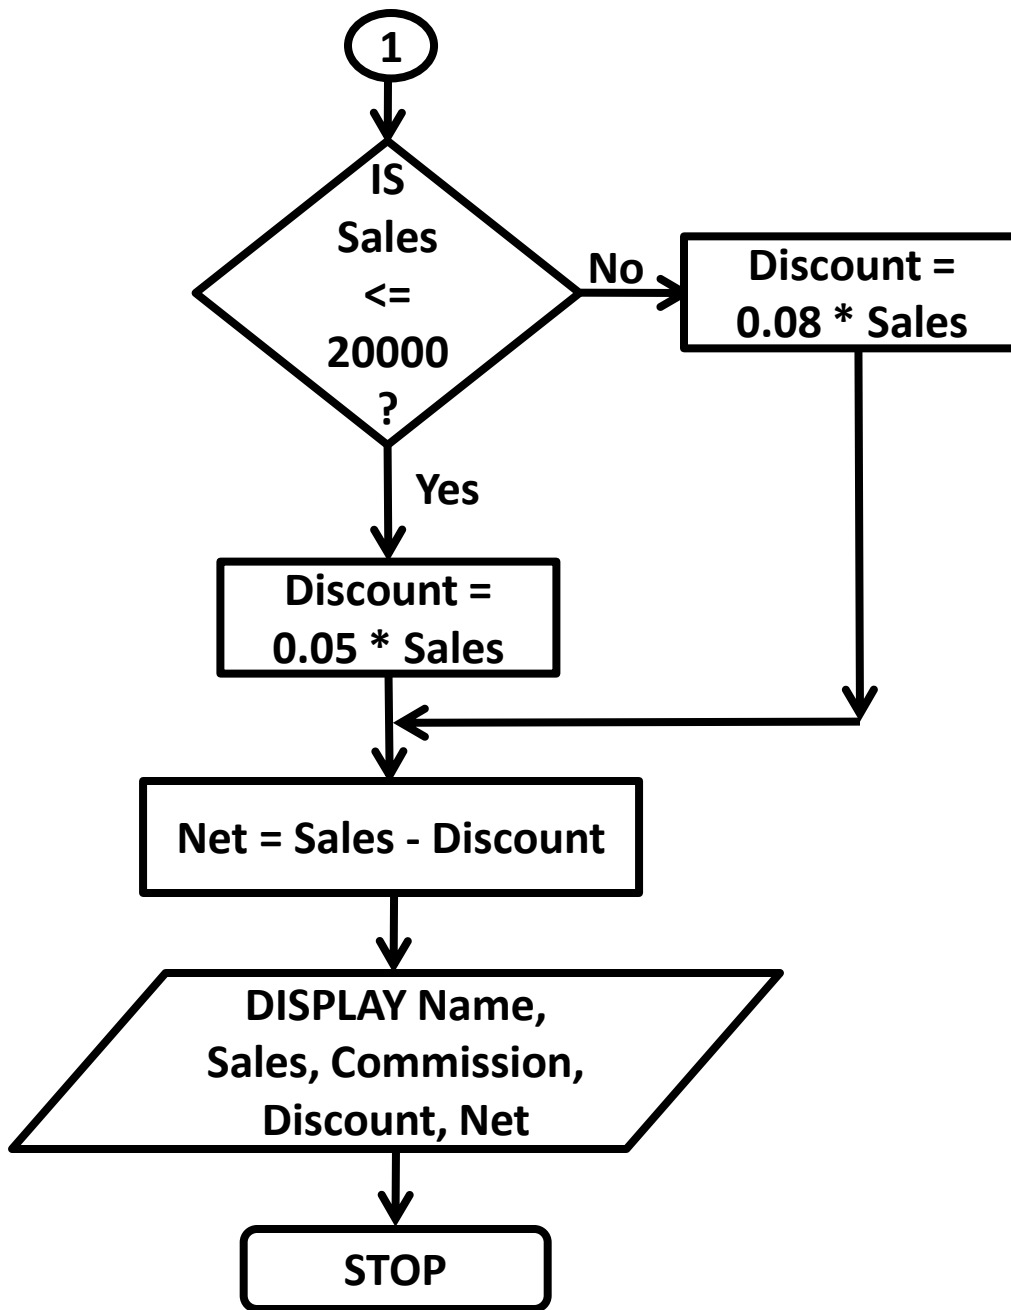 1
IS
Sales
<=
20000
?
No
Discount =
0.08 * Sales
Yes
Discount =
0.05 * Sales
Net = Sales - Discount
DISPLAY Name,
Sales, Commission,
Discount, Net
STOP